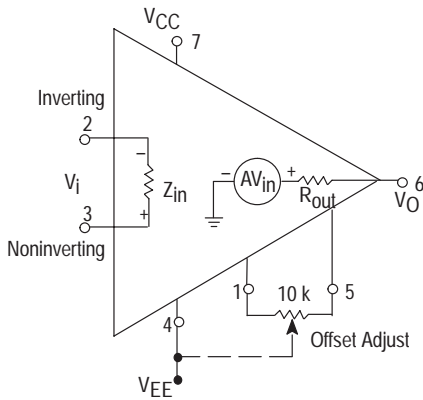 VCC
7
Inverting
2
−
Vi
Zin
− AVin +
Rout
6
VO
3
+
Noninverting
1
10 k
5
4
Offset Adjust
VEE